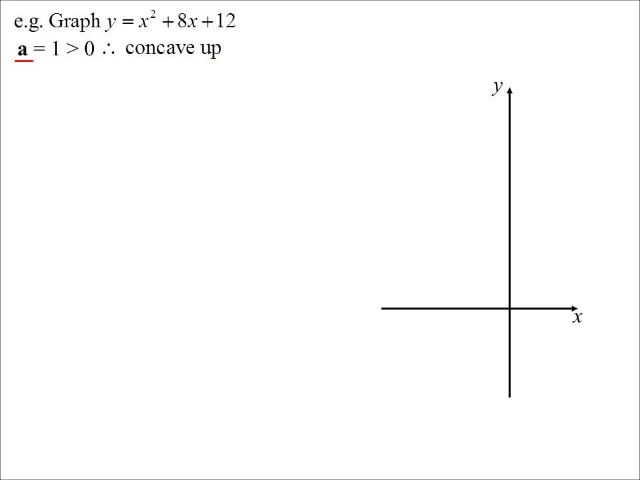 e.g. Graph y = x² + 8x + 12
a = 1 > 0 ∴ concave up
y
x